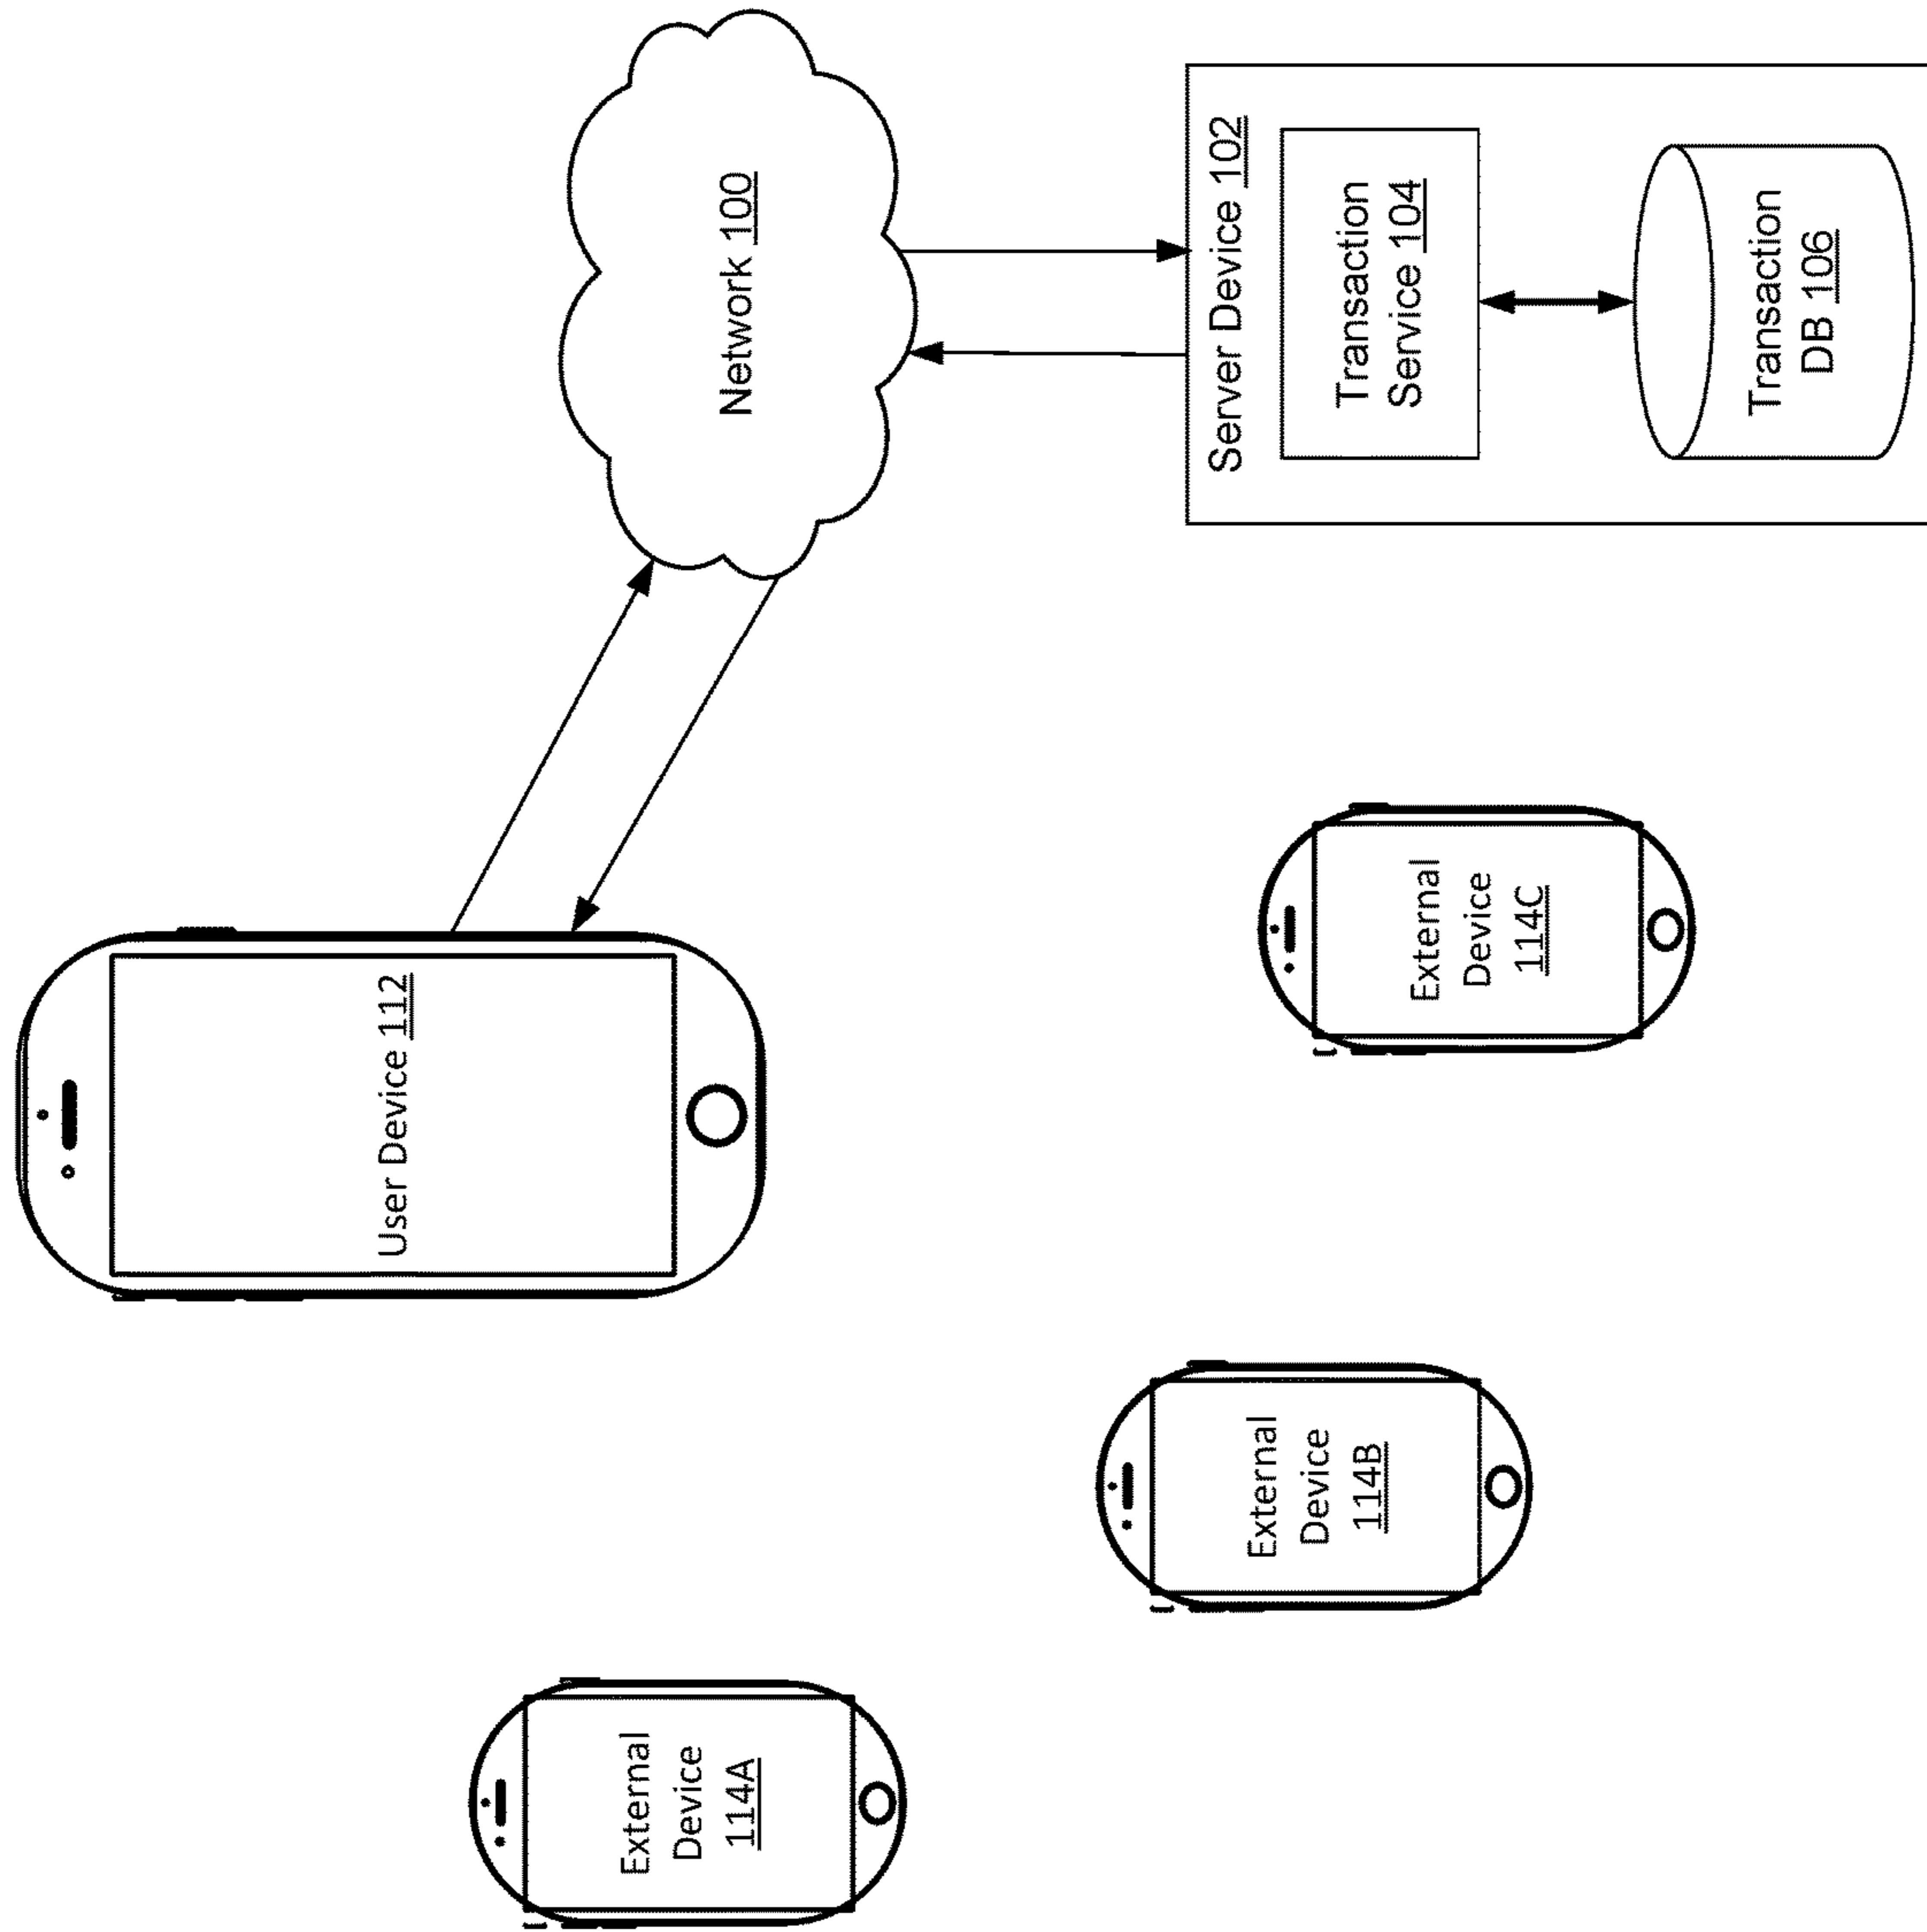 Network 100
Server Device 102
Transaction
Service 104
Transaction
DB 106
User Device 112
External
Device
114C
External
Device
114B
External
Device
114A